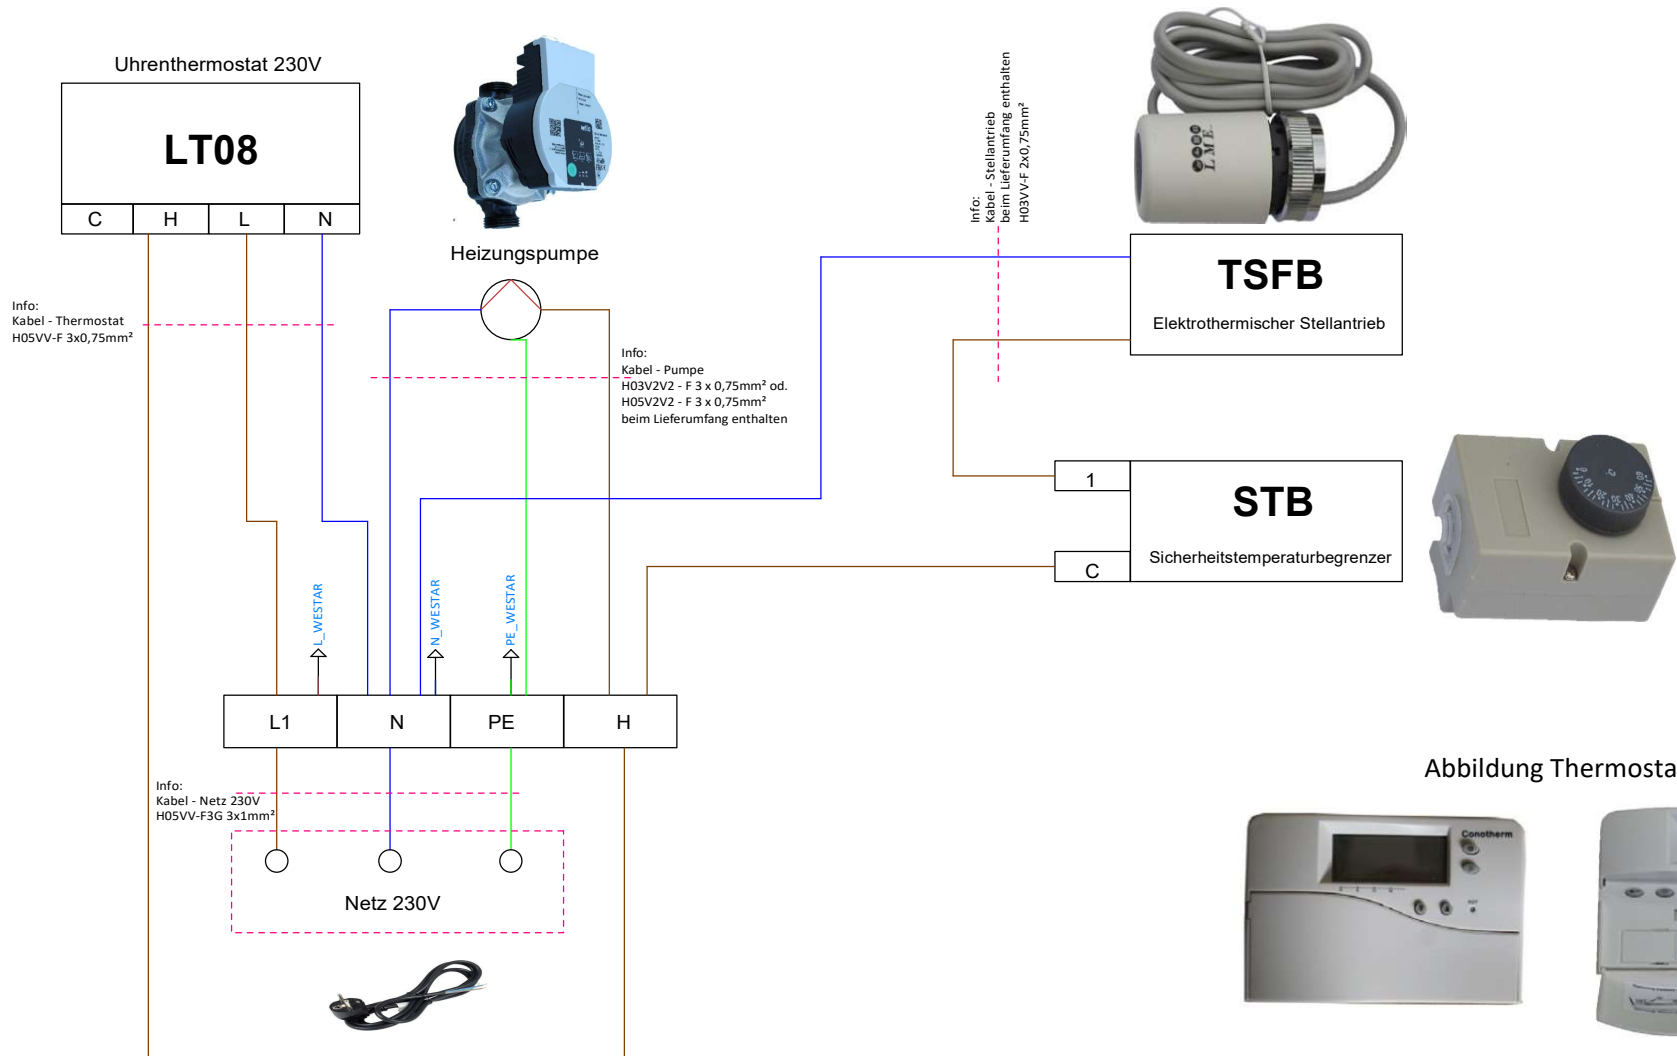 Uhrenthermostat 230V
LT08
C H L N
Heizungspumpe
Info:
Kabel - Thermostat
H05VV-F 3x0,75mm²
Info:
Kabel - Pumpe
H03V2V2 - F 3 x 0,75mm² od.
H05V2V2 - F 3 x 0,75mm²
beim Lieferumfang enthalten
Info:
Kabel - Stellantrieb
beim Lieferumfang enthalten
H03VV-F 2x0,75mm²
LME
TSFB
Elektrothermischer Stellantrieb
1
STB
Sicherheitstemperaturbegrenzer
C
L_WESTAR
N_WESTAR
PE_WESTAR
L1 N PE H
Info:
Kabel - Netz 230V
H05VV-F3G 3x1mm²
Netz 230V
Abbildung Thermosta
Conotherm